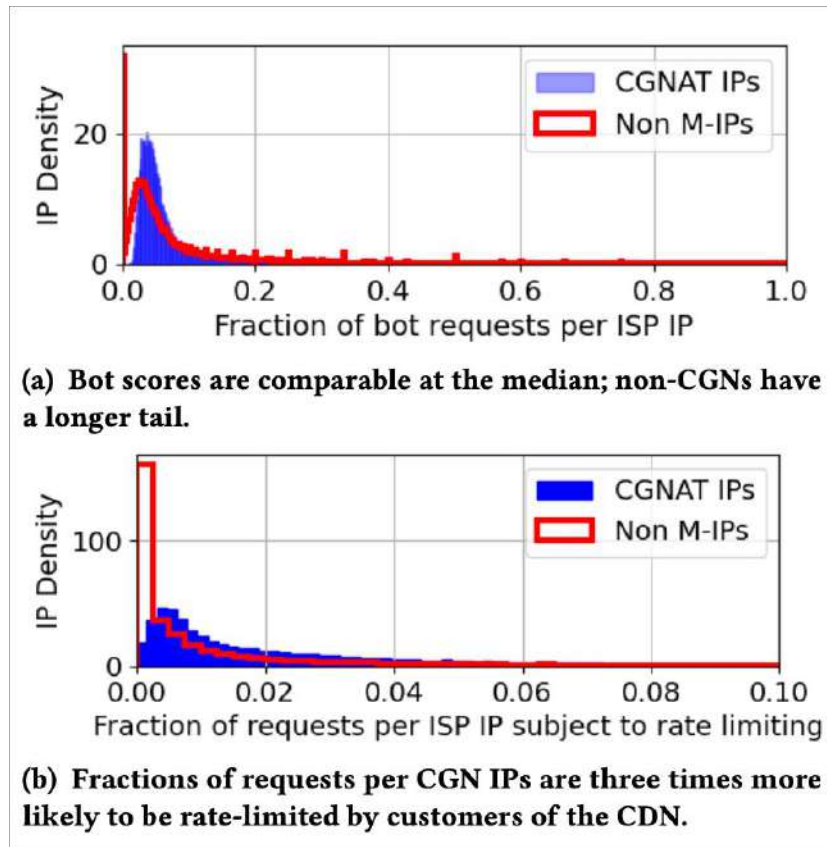 IP Density
20
0
CGNAT IPs
Non M-IPs
0.0 0.2 0.4 0.6 0.8 1.0
Fraction of bot requests per ISP IP
(a) Bot scores are comparable at the median; non-CGNs have
a longer tail.
IP Density
100
0
CGNAT IPs
Non M-IPs
0.00 0.02 0.04 0.06 0.08 0.10
Fraction of requests per ISP IP subject to rate limiting
(b) Fractions of requests per CGN IPs are three times more
likely to be rate-limited by customers of the CDN.